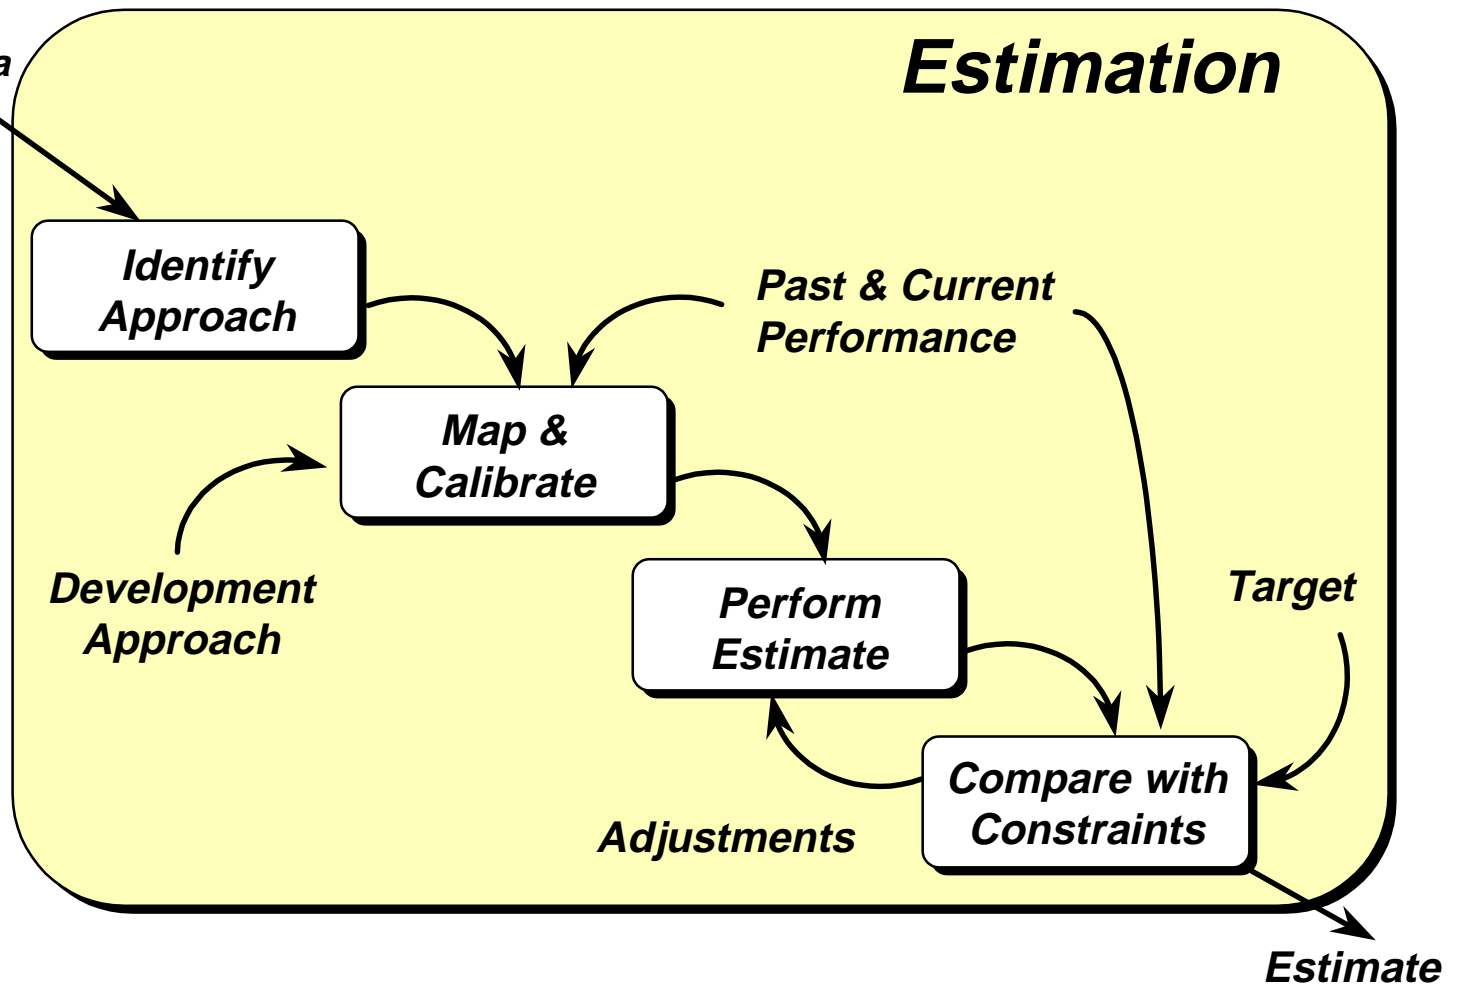 Estimation
a
Identify
Approach
Past & Current
Performance
Map &
Calibrate
Development
Approach
Perform
Estimate
Target
Compare with
Constraints
Adjustments
Estimate